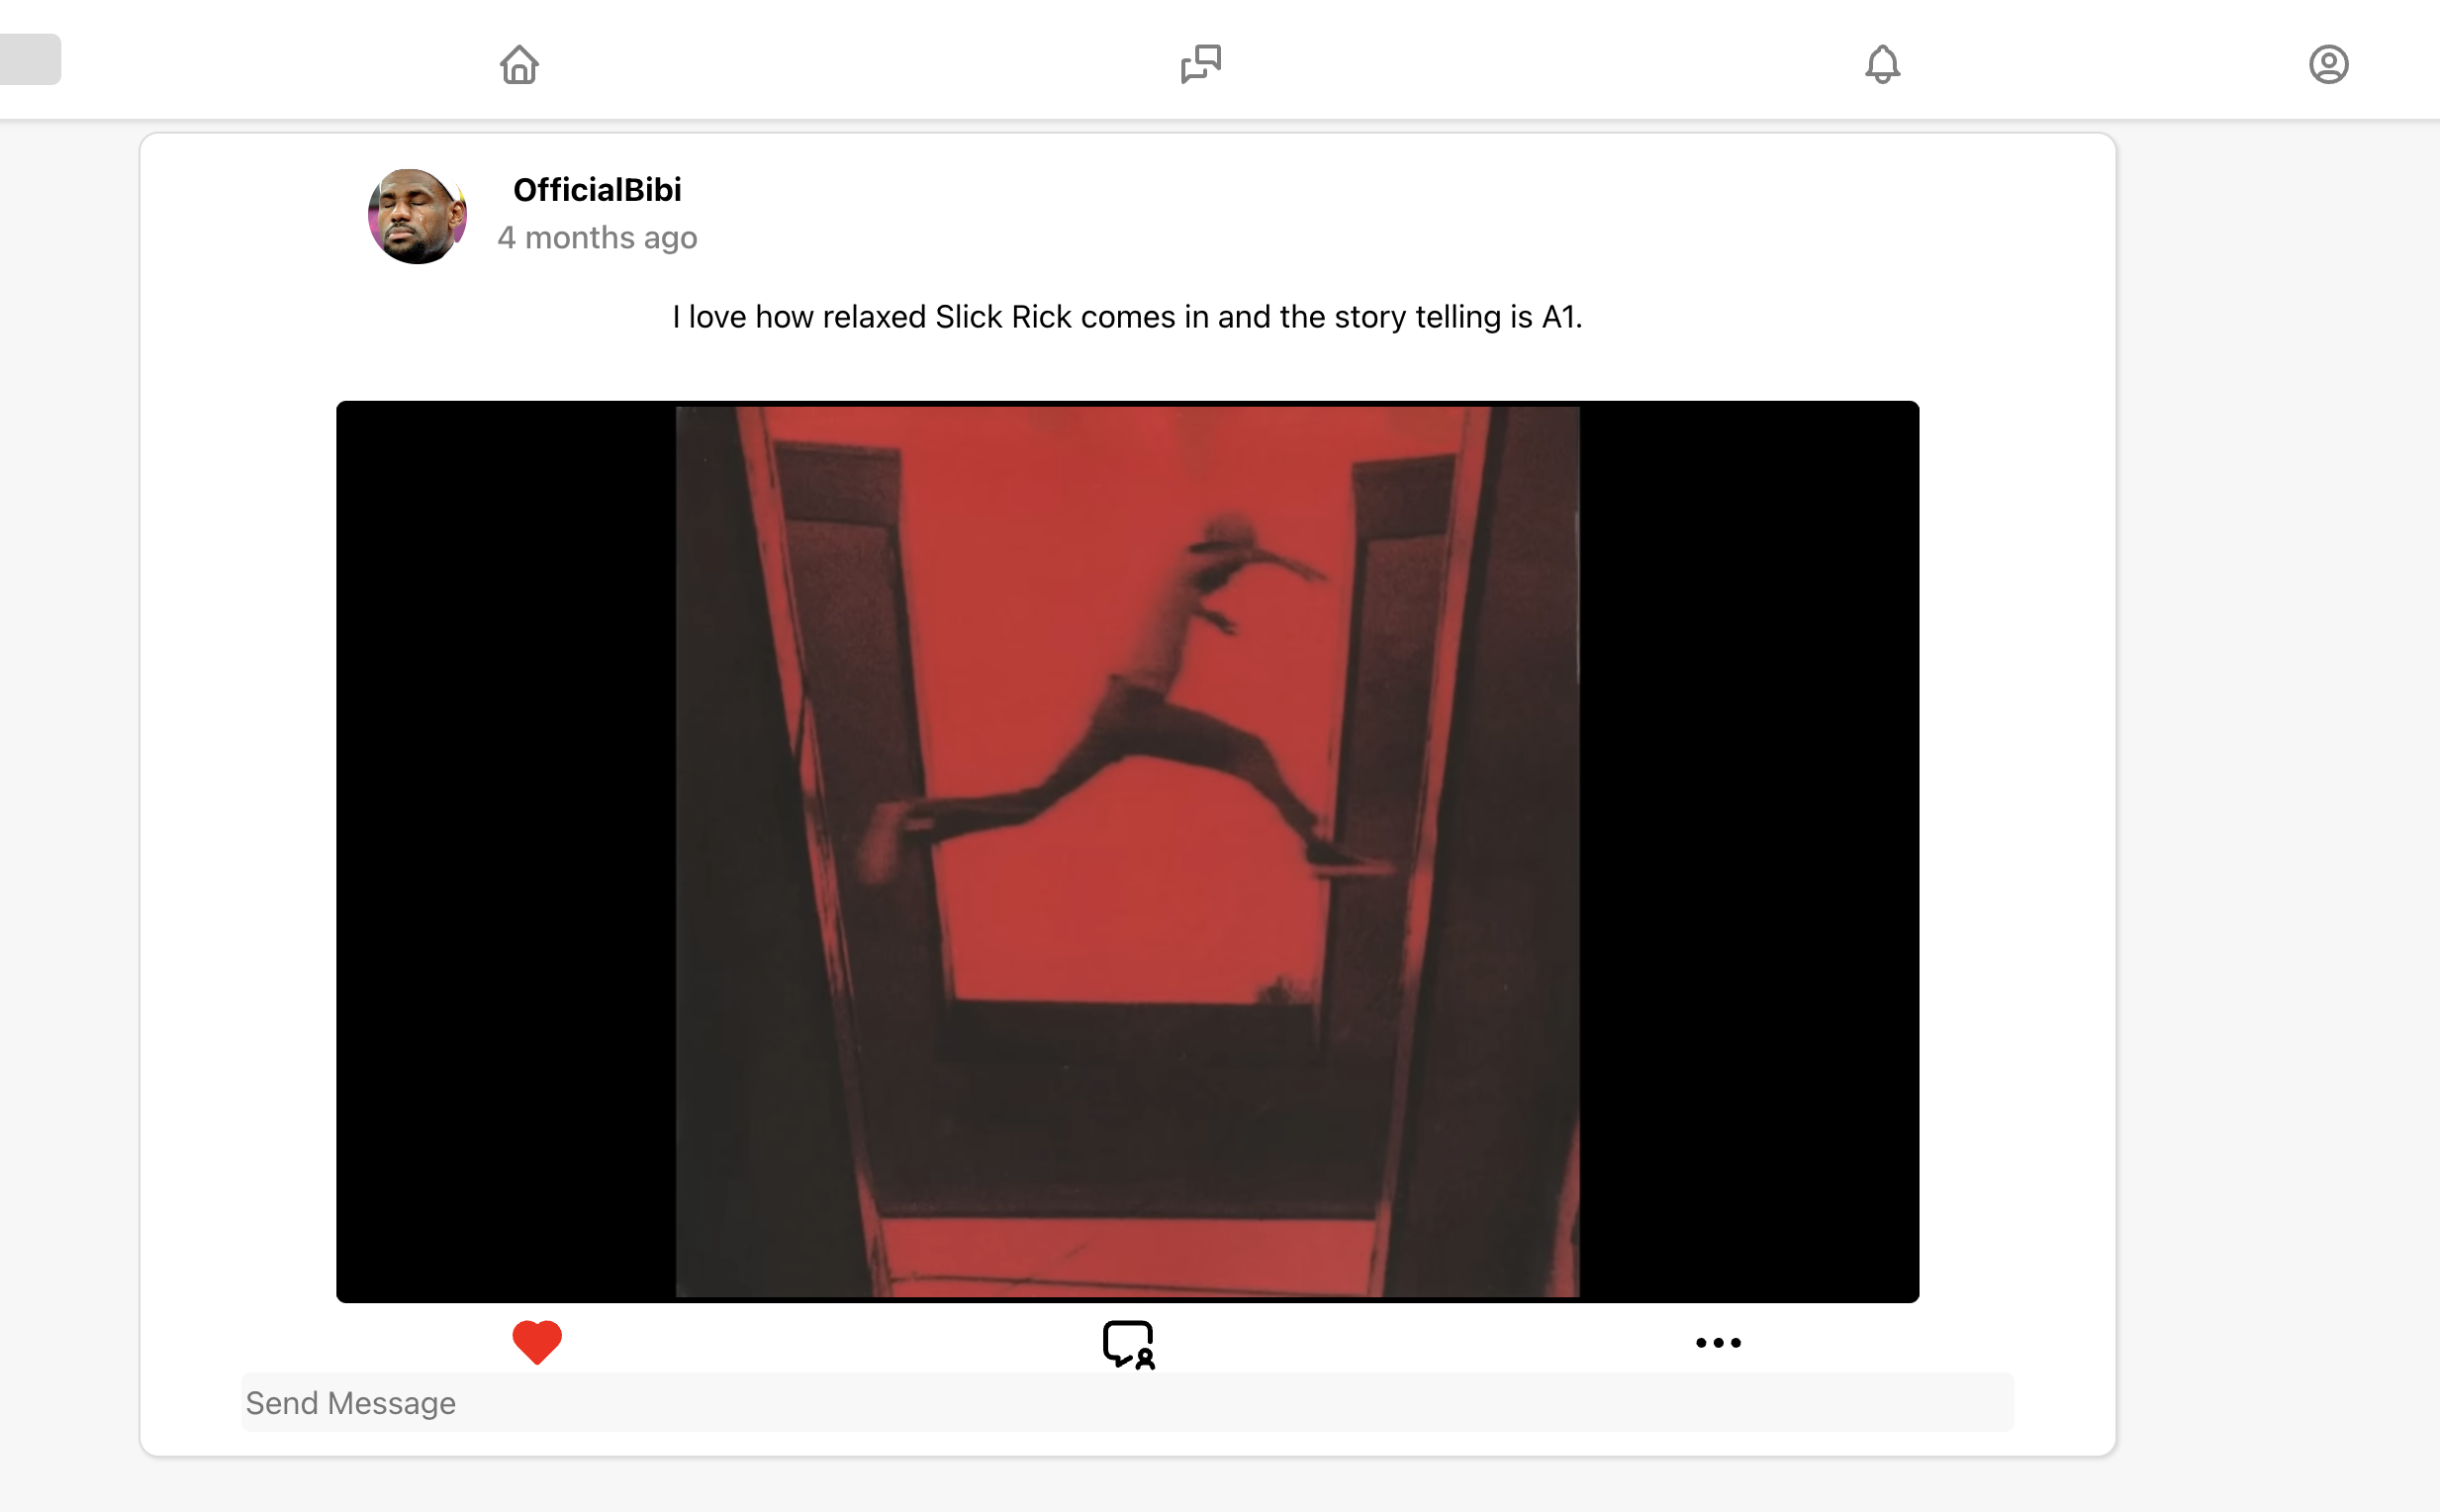 OfficialBibi
4 months ago
I love how relaxed Slick Rick comes in and the story telling is A1.
Send Message